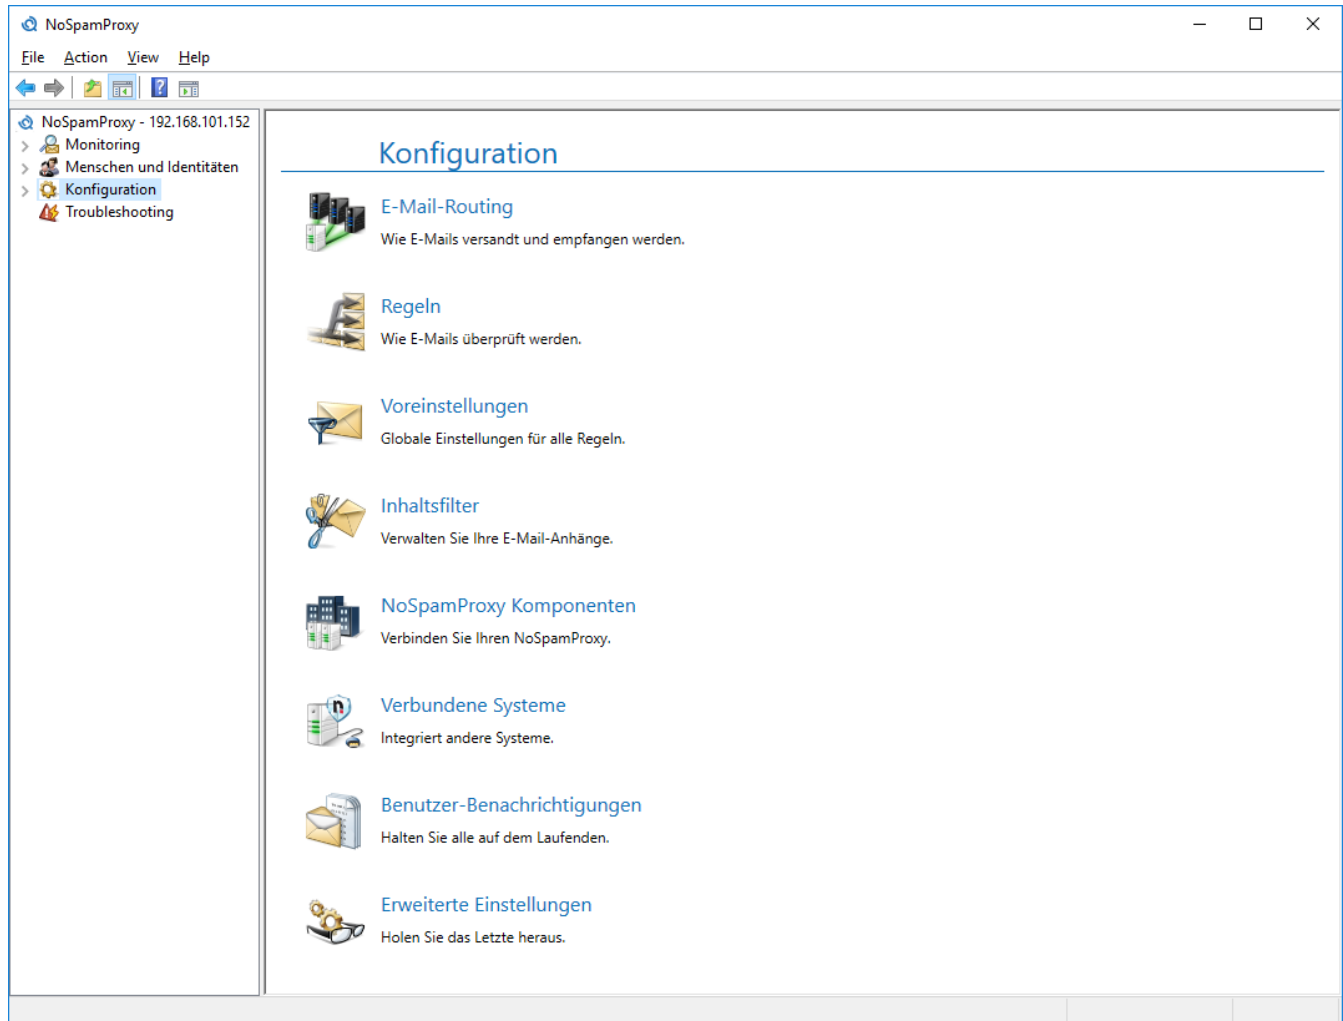 NoSpamProxy
File Action View Help
NoSpamProxy - 192.168.101.152
Monitoring
Menschen und Identitäten
Konfiguration
Troubleshooting
Konfiguration
E-Mail-Routing
Wie E-Mails versandt und empfangen werden.
Regeln
Wie E-Mails überprüft werden.
Voreinstellungen
Globale Einstellungen für alle Regeln.
Inhaltsfilter
Verwalten Sie Ihre E-Mail-Anhänge.
NoSpamProxy Komponenten
Verbinden Sie Ihren NoSpamProxy.
Verbundene Systeme
Integriert andere Systeme.
Benutzer-Benachrichtigungen
Halten Sie alle auf dem Laufenden.
Erweiterte Einstellungen
Holen Sie das Letzte heraus.